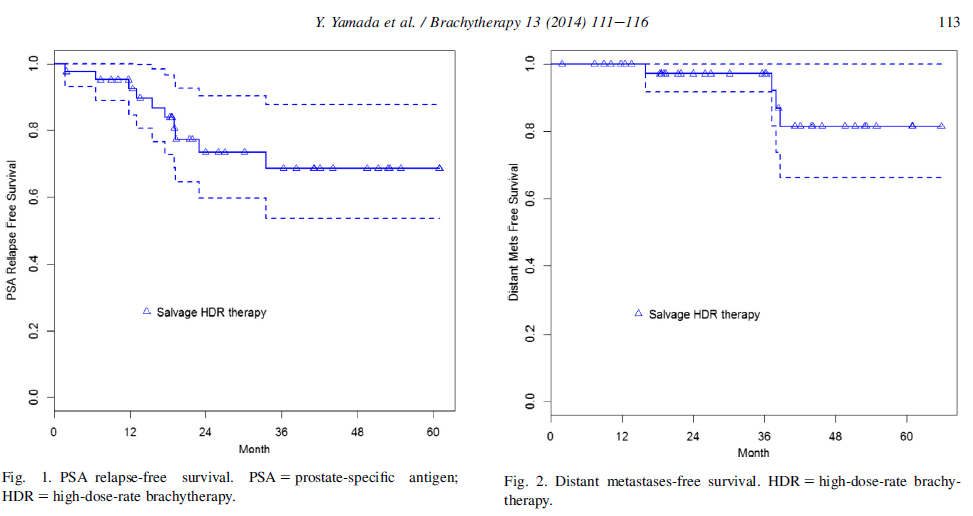 Y. Yamada et al. / Brachytherapy 13 (2014) 111−116
113
PSA Relapse Free Survival
1.0
0.8
0.6
0.4
0.2
0.0
△ Salvage HDR therapy
0 12 24 36 48 60
Month
Fig. 1. PSA relapse-free survival. PSA = prostate-specific antigen;
HDR = high-dose-rate brachytherapy.
Distant Mets Free Survival
1.0
0.8
0.6
0.4
0.2
0.0
△ Salvage HDR therapy
0 12 24 36 48 60
Month
Fig. 2. Distant metastases-free survival. HDR = high-dose-rate brachy-
therapy.